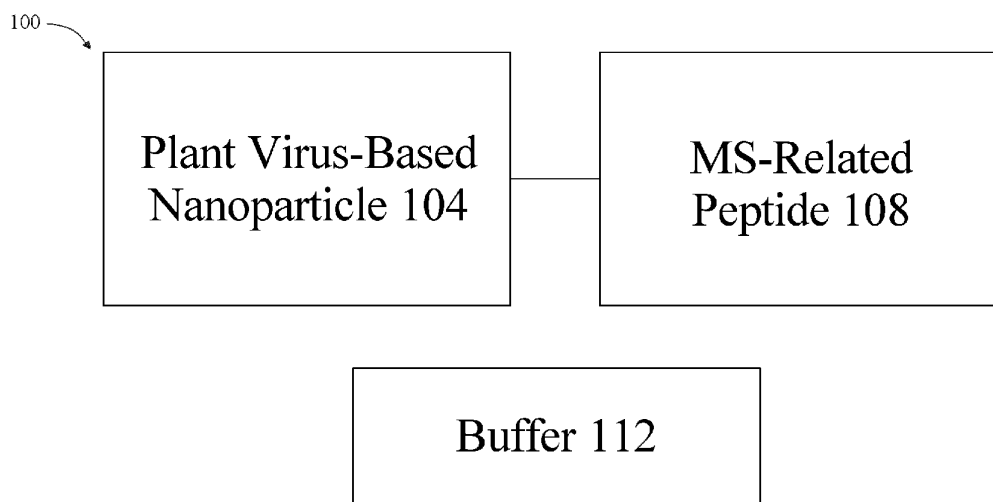 100
Plant Virus-Based
Nanoparticle 104
MS-Related
Peptide 108
Buffer 112